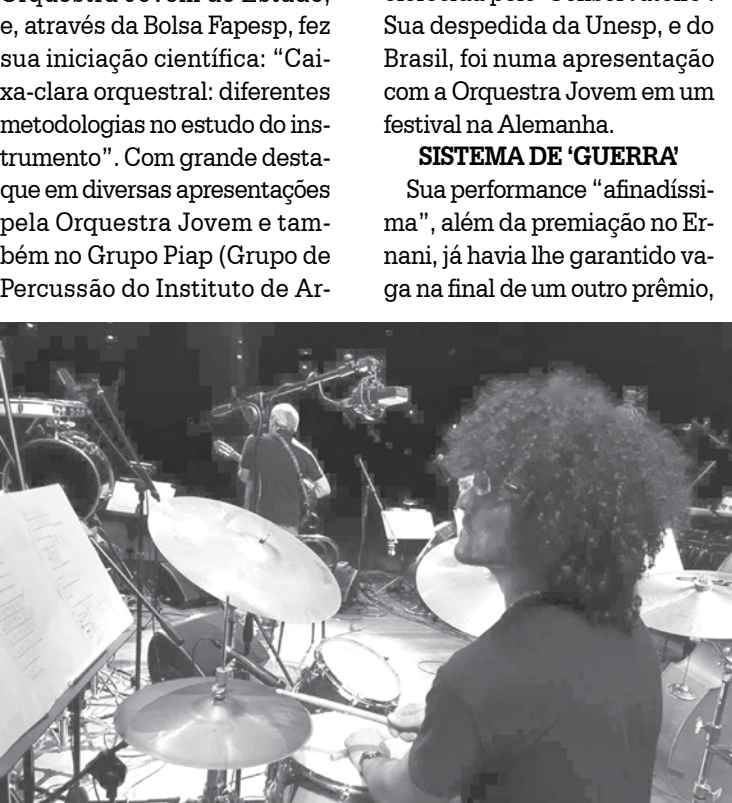 e, através da Bolsa Fapesp, fez
sua iniciação científica: “Cai-
xa-clara orquestral: diferentes
metodologias no estudo do ins-
trumento”. Com grande desta-
que em diversas apresentações
pela Orquestra Jovem e tam-
bém no Grupo Piap (Grupo de
Percussão do Instituto de Ar-
Sua despedida da Unesp, e do
Brasil, foi numa apresentação
com a Orquestra Jovem em um
festival na Alemanha.
SISTEMA DE ‘GUERRA’
Sua performance “afinadíssi-
ma”, além da premiação no Er-
nani, já havia lhe garantido va-
ga na final de um outro prêmio,